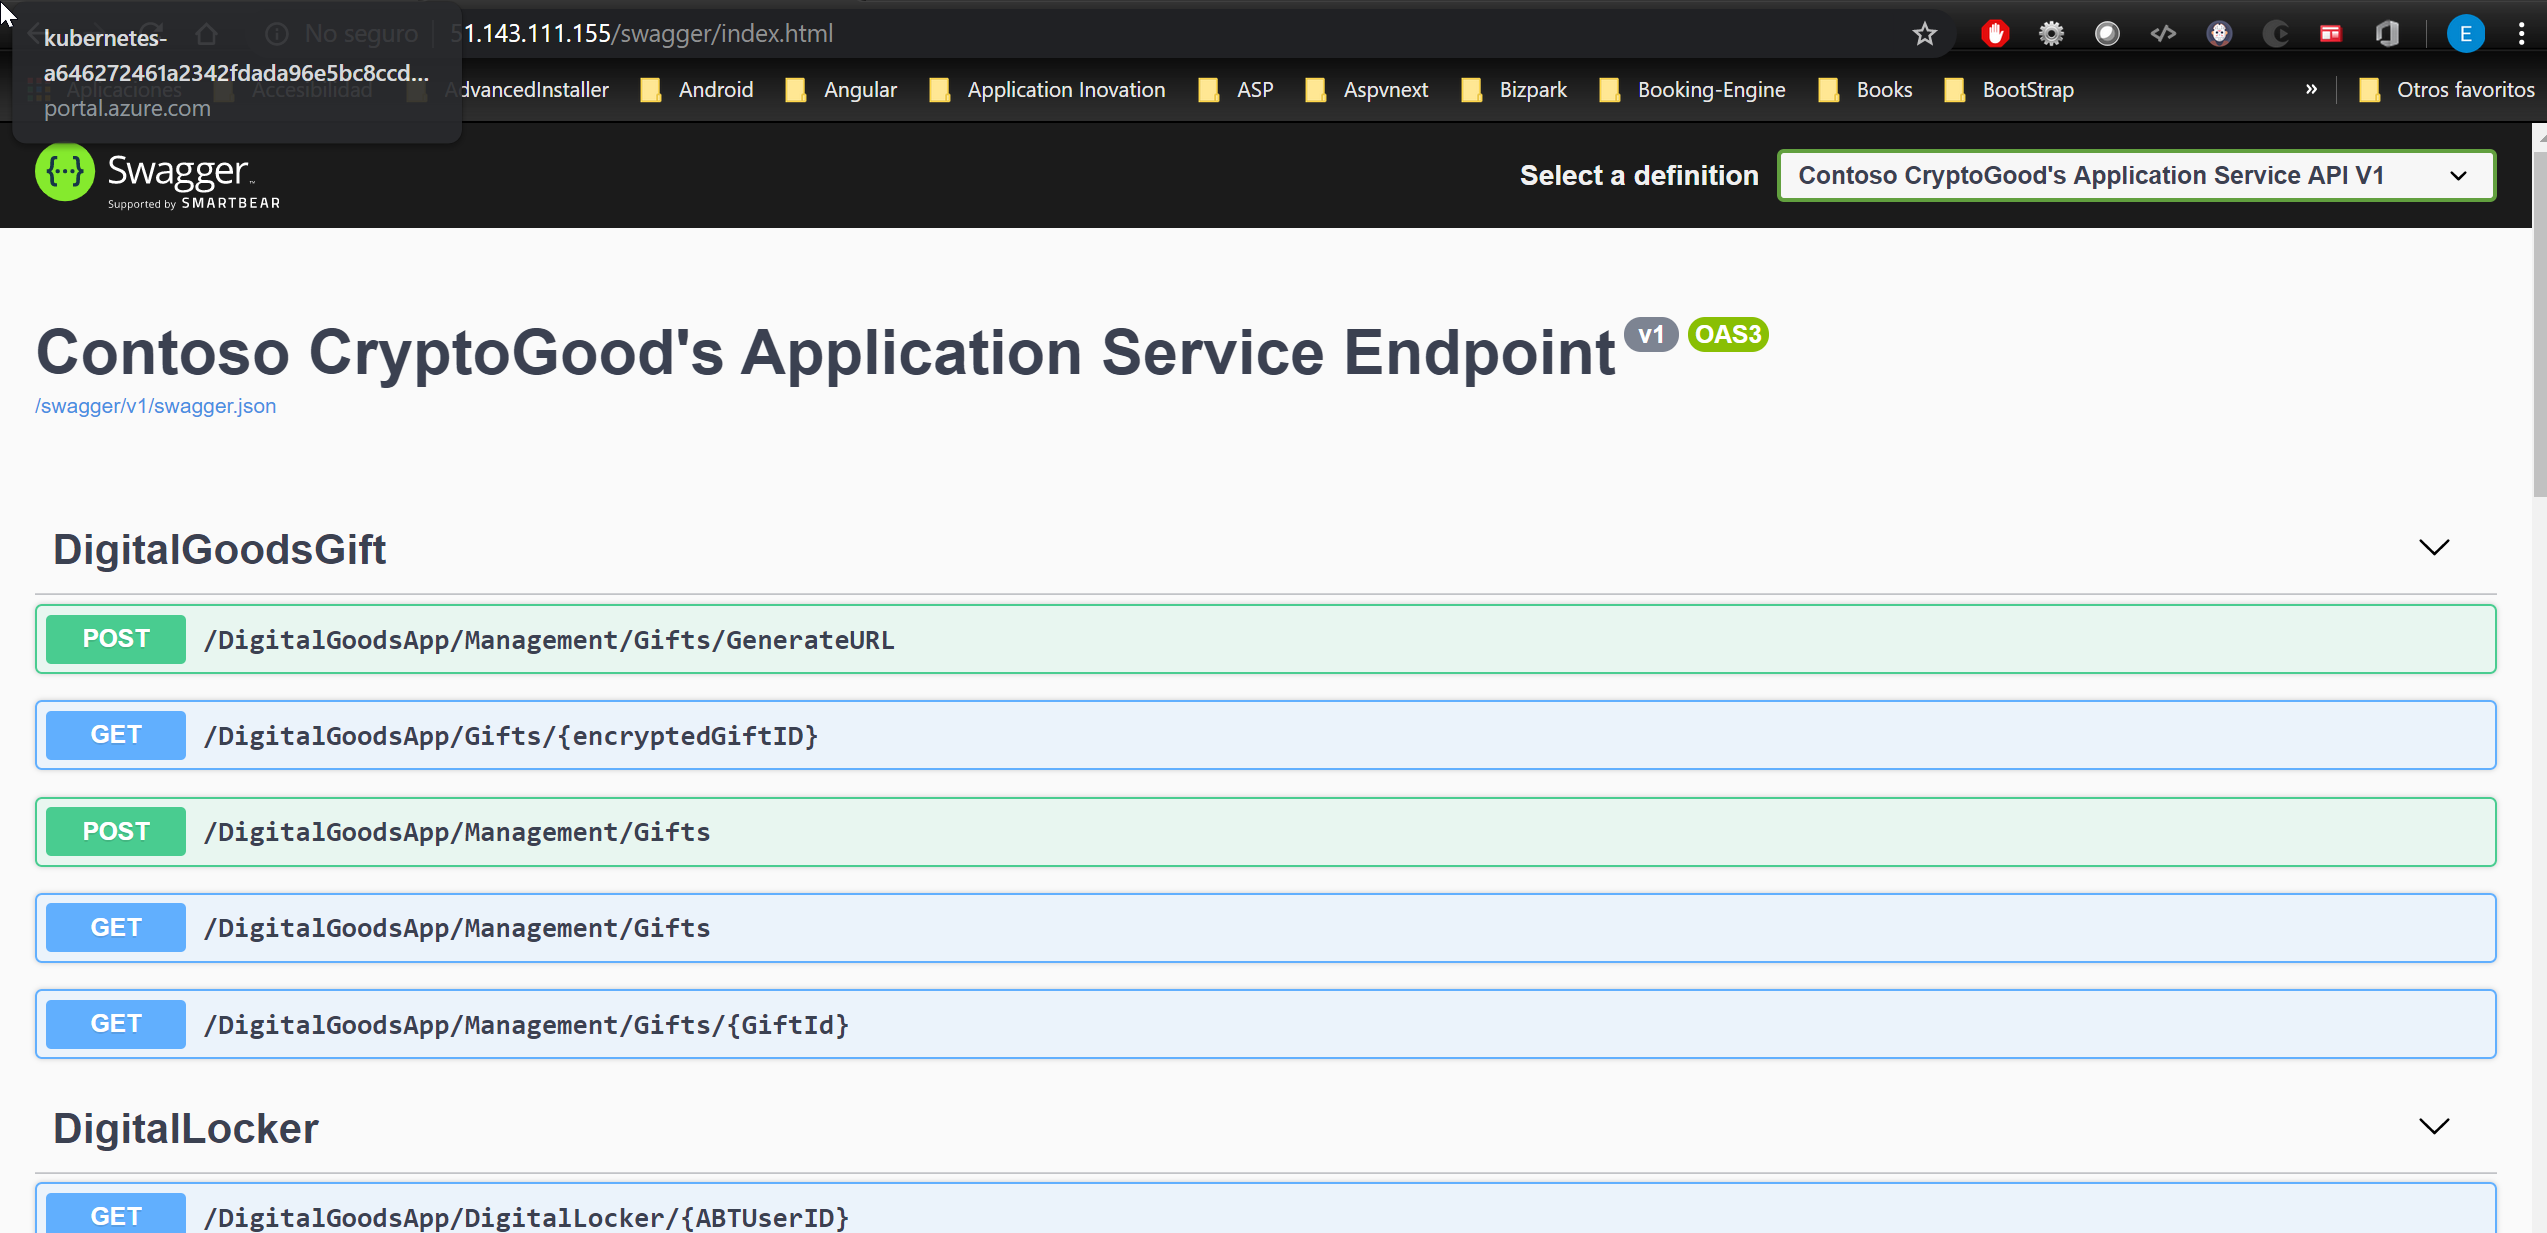 kubernetes-
a646272461a2342fdada96e5bc8ccd...
portal.azure.com
No seguro
51.143.111.155/swagger/index.html
E
Aplicaciones
Accesibilidad
AdvancedInstaller
Android
Angular
Application Inovation
ASP
Aspvnext
Bizpark
Booking-Engine
Books
BootStrap
»
Otros favoritos
Swagger
Supported by SMARTBEAR
Select a definition
Contoso CryptoGood's Application Service API V1
Contoso CryptoGood's Application Service Endpoint v1 OAS3
/swagger/v1/swagger.json
DigitalGoodsGift
POST /DigitalGoodsApp/Management/Gifts/GenerateURL
GET /DigitalGoodsApp/Gifts/{encryptedGiftID}
POST /DigitalGoodsApp/Management/Gifts
GET /DigitalGoodsApp/Management/Gifts
GET /DigitalGoodsApp/Management/Gifts/{GiftId}
DigitalLocker
GET /DigitalGoodsApp/DigitalLocker/{ABTUserID}